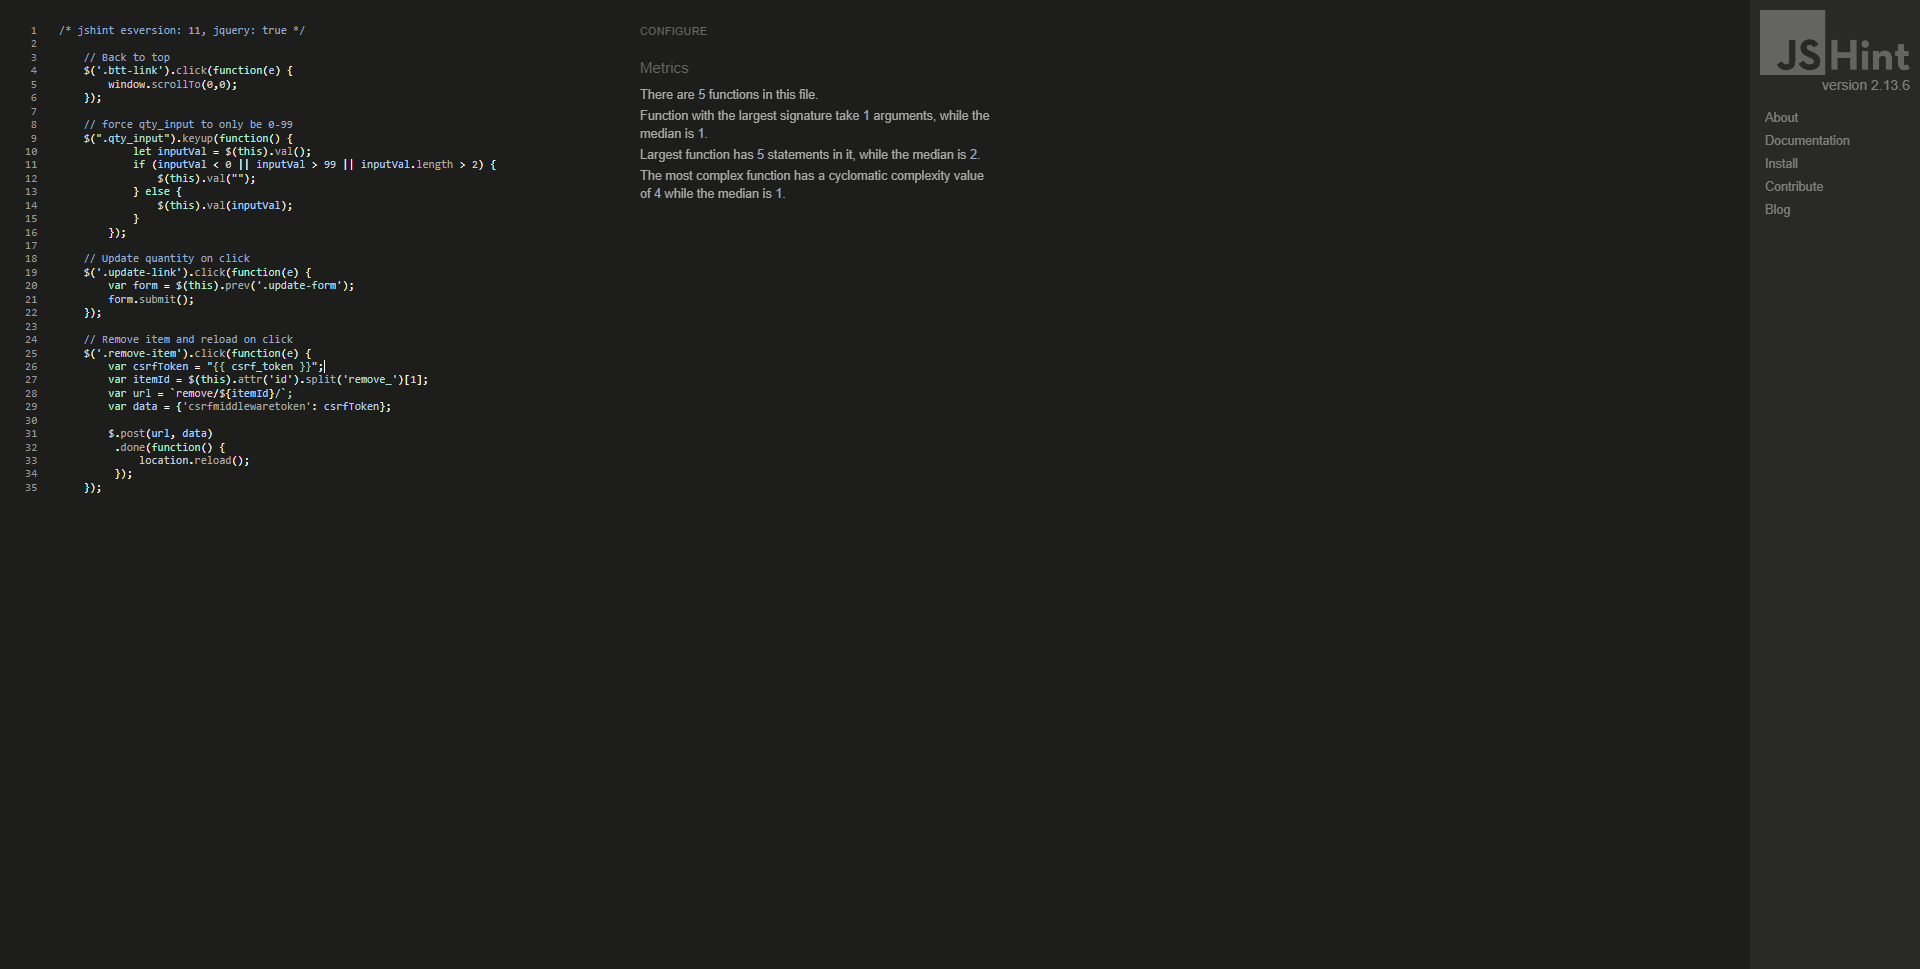 1 /* jshint esversion: 11, jquery: true */
2
3 // Back to top
4 $('.btt-link').click(function(e) {
5 window.scrollTo(0,0);
6 });
7
8 // force qty_input to only be 0-99
9 $(".qty_input").keyup(function() {
10 let inputVal = $(this).val();
11 if (inputVal < 0 || inputVal > 99 || inputVal.length > 2) {
12 $(this).val("");
13 } else {
14 $(this).val(inputVal);
15 }
16 });
17
18 // Update quantity on click
19 $('.update-link').click(function(e) {
20 var form = $(this).prev('.update-form');
21 form.submit();
22 });
23
24 // Remove item and reload on click
25 $('.remove-item').click(function(e) {
26 var csrfToken = "{{ csrf_token }}";
27 var itemId = $(this).attr('id').split('remove_')[1];
28 var url = `remove/${itemId}/`;
29 var data = {'csrfmiddlewaretoken': csrfToken};
30
31 $.post(url, data)
32 .done(function() {
33 location.reload();
34 });
35 });
CONFIGURE
Metrics
There are 5 functions in this file.
Function with the largest signature take 1 arguments, while the
median is 1.
Largest function has 5 statements in it, while the median is 2.
The most complex function has a cyclomatic complexity value
of 4 while the median is 1.
JSHint
version 2.13.6
About
Documentation
Install
Contribute
Blog